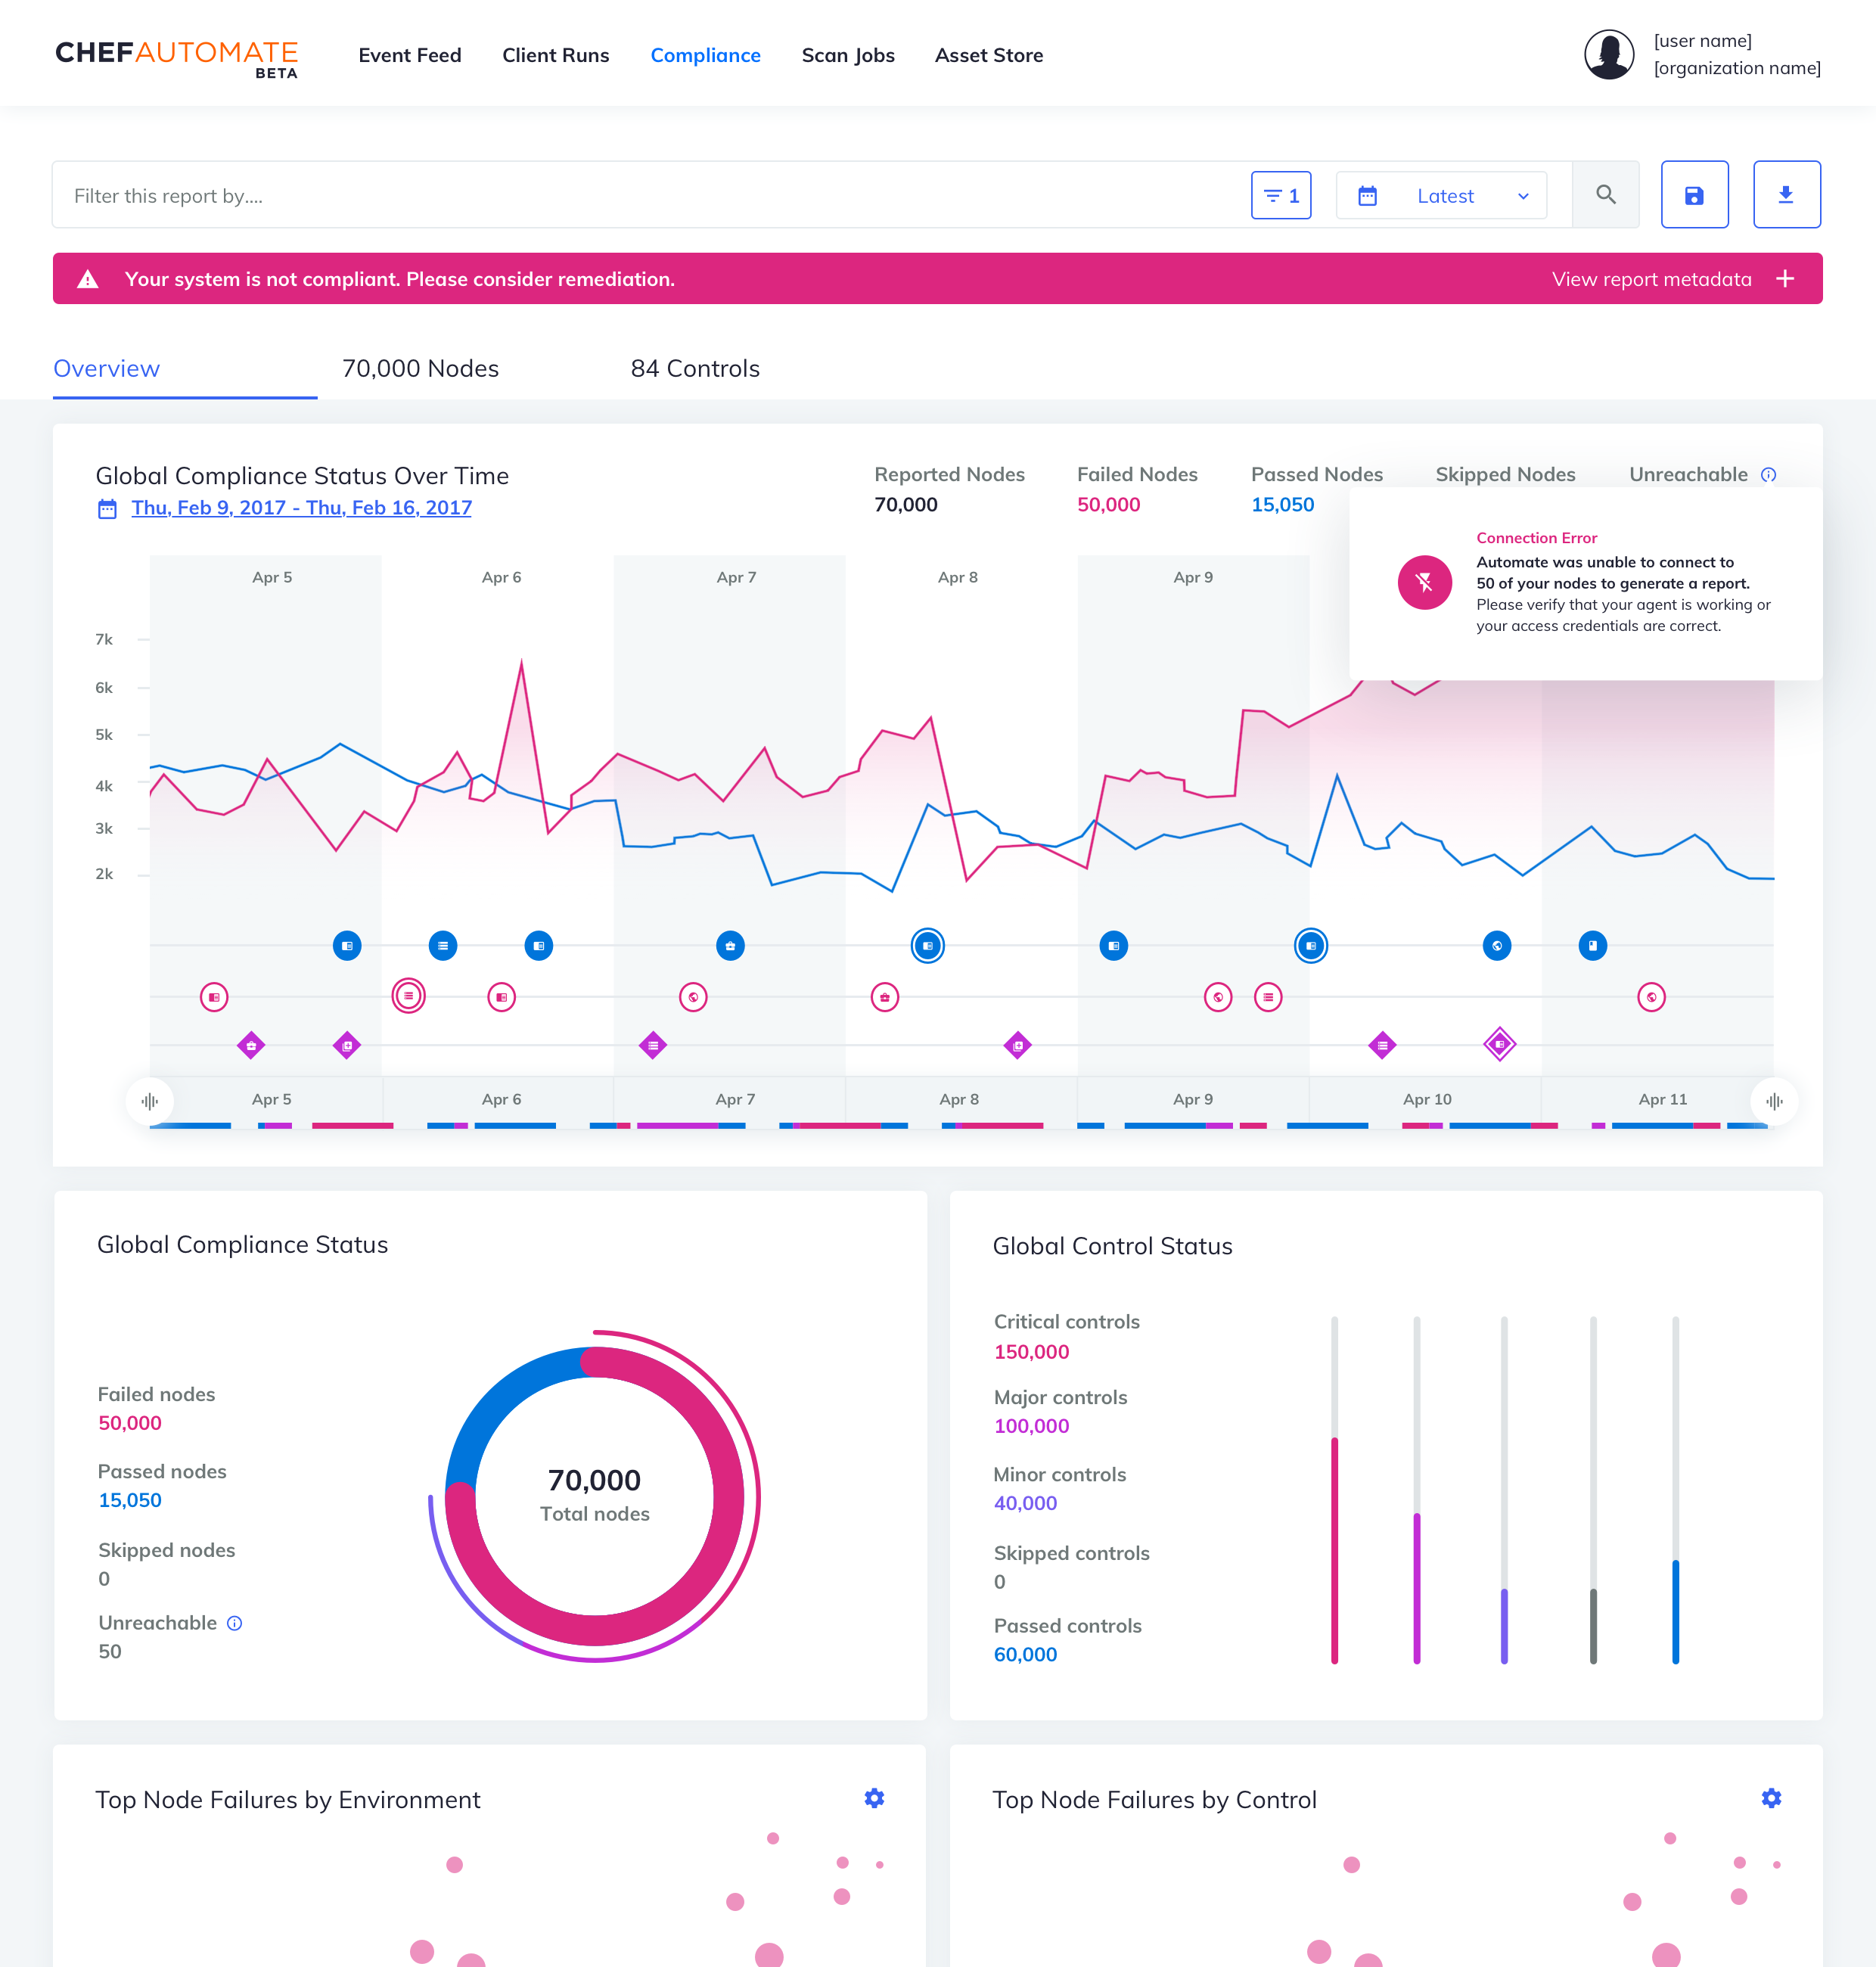 CHEFAUTOMATE
BETA
Event Feed
Client Runs
Compliance
Scan Jobs
Asset Store
[user name]
[organization name]
Filter this report by....
1
Latest
Your system is not compliant. Please consider remediation.
View report metadata
Overview
70,000 Nodes
84 Controls
Global Compliance Status Over Time
Thu, Feb 9, 2017 - Thu, Feb 16, 2017
Reported Nodes
70,000
Failed Nodes
50,000
Passed Nodes
15,050
Skipped Nodes
Unreachable
Connection Error
Automate was unable to connect to
50 of your nodes to generate a report.
Please verify that your agent is working or
your access credentials are correct.
Apr 5
Apr 6
Apr 7
Apr 8
Apr 9
7k
6k
5k
4k
3k
2k
Apr 5
Apr 6
Apr 7
Apr 8
Apr 9
Apr 10
Apr 11
Global Compliance Status
Failed nodes
50,000
Passed nodes
15,050
Skipped nodes
0
Unreachable
50
70,000
Total nodes
Global Control Status
Critical controls
150,000
Major controls
100,000
Minor controls
40,000
Skipped controls
0
Passed controls
60,000
Top Node Failures by Environment
Top Node Failures by Control